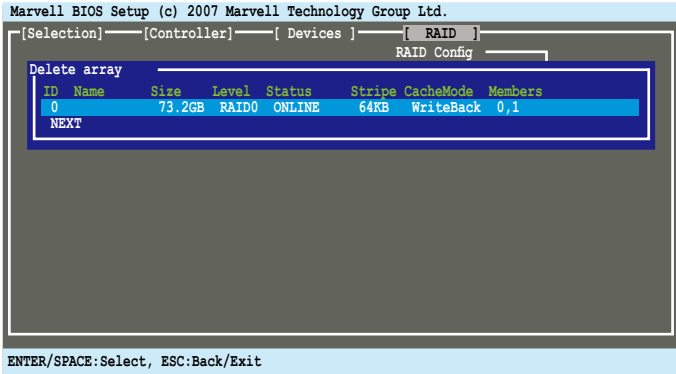 Marvell BIOS Setup (c) 2007 Marvell Technology Group Ltd.
[Selection] [Controller] [ Devices ] [ RAID ]
RAID Config
Delete array
ID Name Size Level Status Stripe CacheMode Members
0 73.2GB RAID0 ONLINE 64KB WriteBack 0,1
NEXT
ENTER/SPACE:Select, ESC:Back/Exit